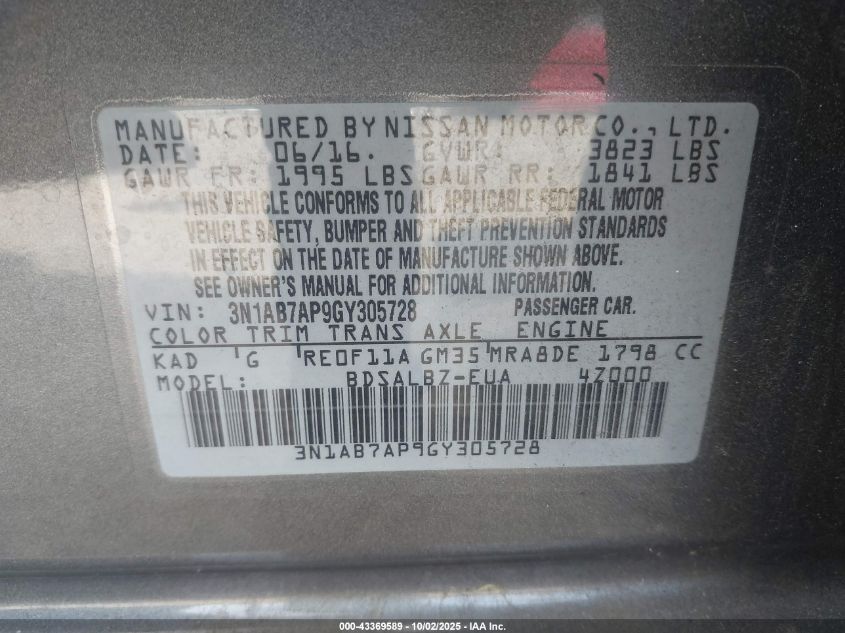 MANUFACTURED BY NISSAN MOTOR CO., LTD.
DATE: 06/16. GVWR: 3823 LBS
GAWR FR: 1995 LBS GAWR RR: 1841 LBS
THIS VEHICLE CONFORMS TO ALL APPLICABLE FEDERAL MOTOR
VEHICLE SAFETY, BUMPER AND THEFT PREVENTION STANDARDS
IN EFFECT ON THE DATE OF MANUFACTURE SHOWN ABOVE.
SEE OWNER'S MANUAL FOR ADDITIONAL INFORMATION.
VIN: 3N1AB7AP9GY305728 PASSENGER CAR.
COLOR TRIM TRANS AXLE ENGINE
KAD 'G 'RE0F11A GM35 'MRA8DE 1798 CC
MODEL: BDSALBZ-EUA 4Z000
3N1AB7AP9GY305728
000-43369589 - 10/02/2025 - IAA Inc.